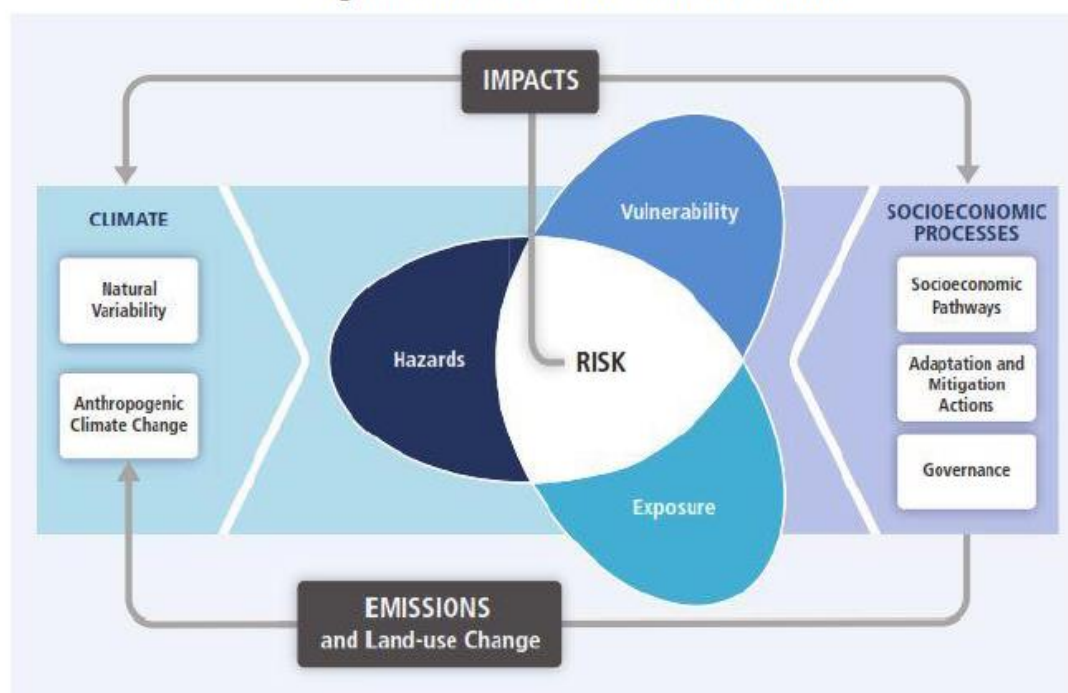 IMPACTS
CLIMATE
Natural
Variability
Anthropogenic
Climate Change
Hazards
Vulnerability
RISK
Exposure
SOCIOECONOMIC
PROCESSES
Socioeconomic
Pathways
Adaptation and
Mitigation
Actions
Governance
EMISSIONS
and Land-use Change